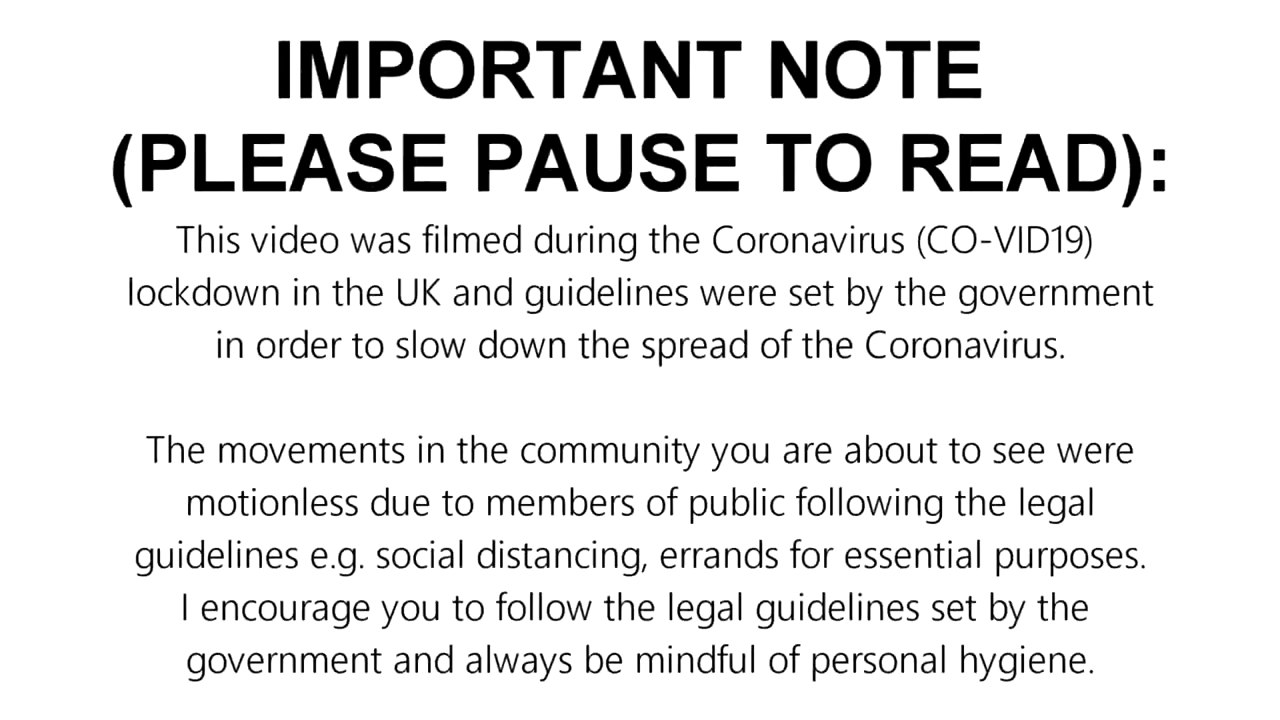 IMPORTANT NOTE
(PLEASE PAUSE TO READ):
This video was filmed during the Coronavirus (CO-VID19)
lockdown in the UK and guidelines were set by the government
in order to slow down the spread of the Coronavirus.
The movements in the community you are about to see were
motionless due to members of public following the legal
guidelines e.g. social distancing, errands for essential purposes.
I encourage you to follow the legal guidelines set by the
government and always be mindful of personal hygiene.